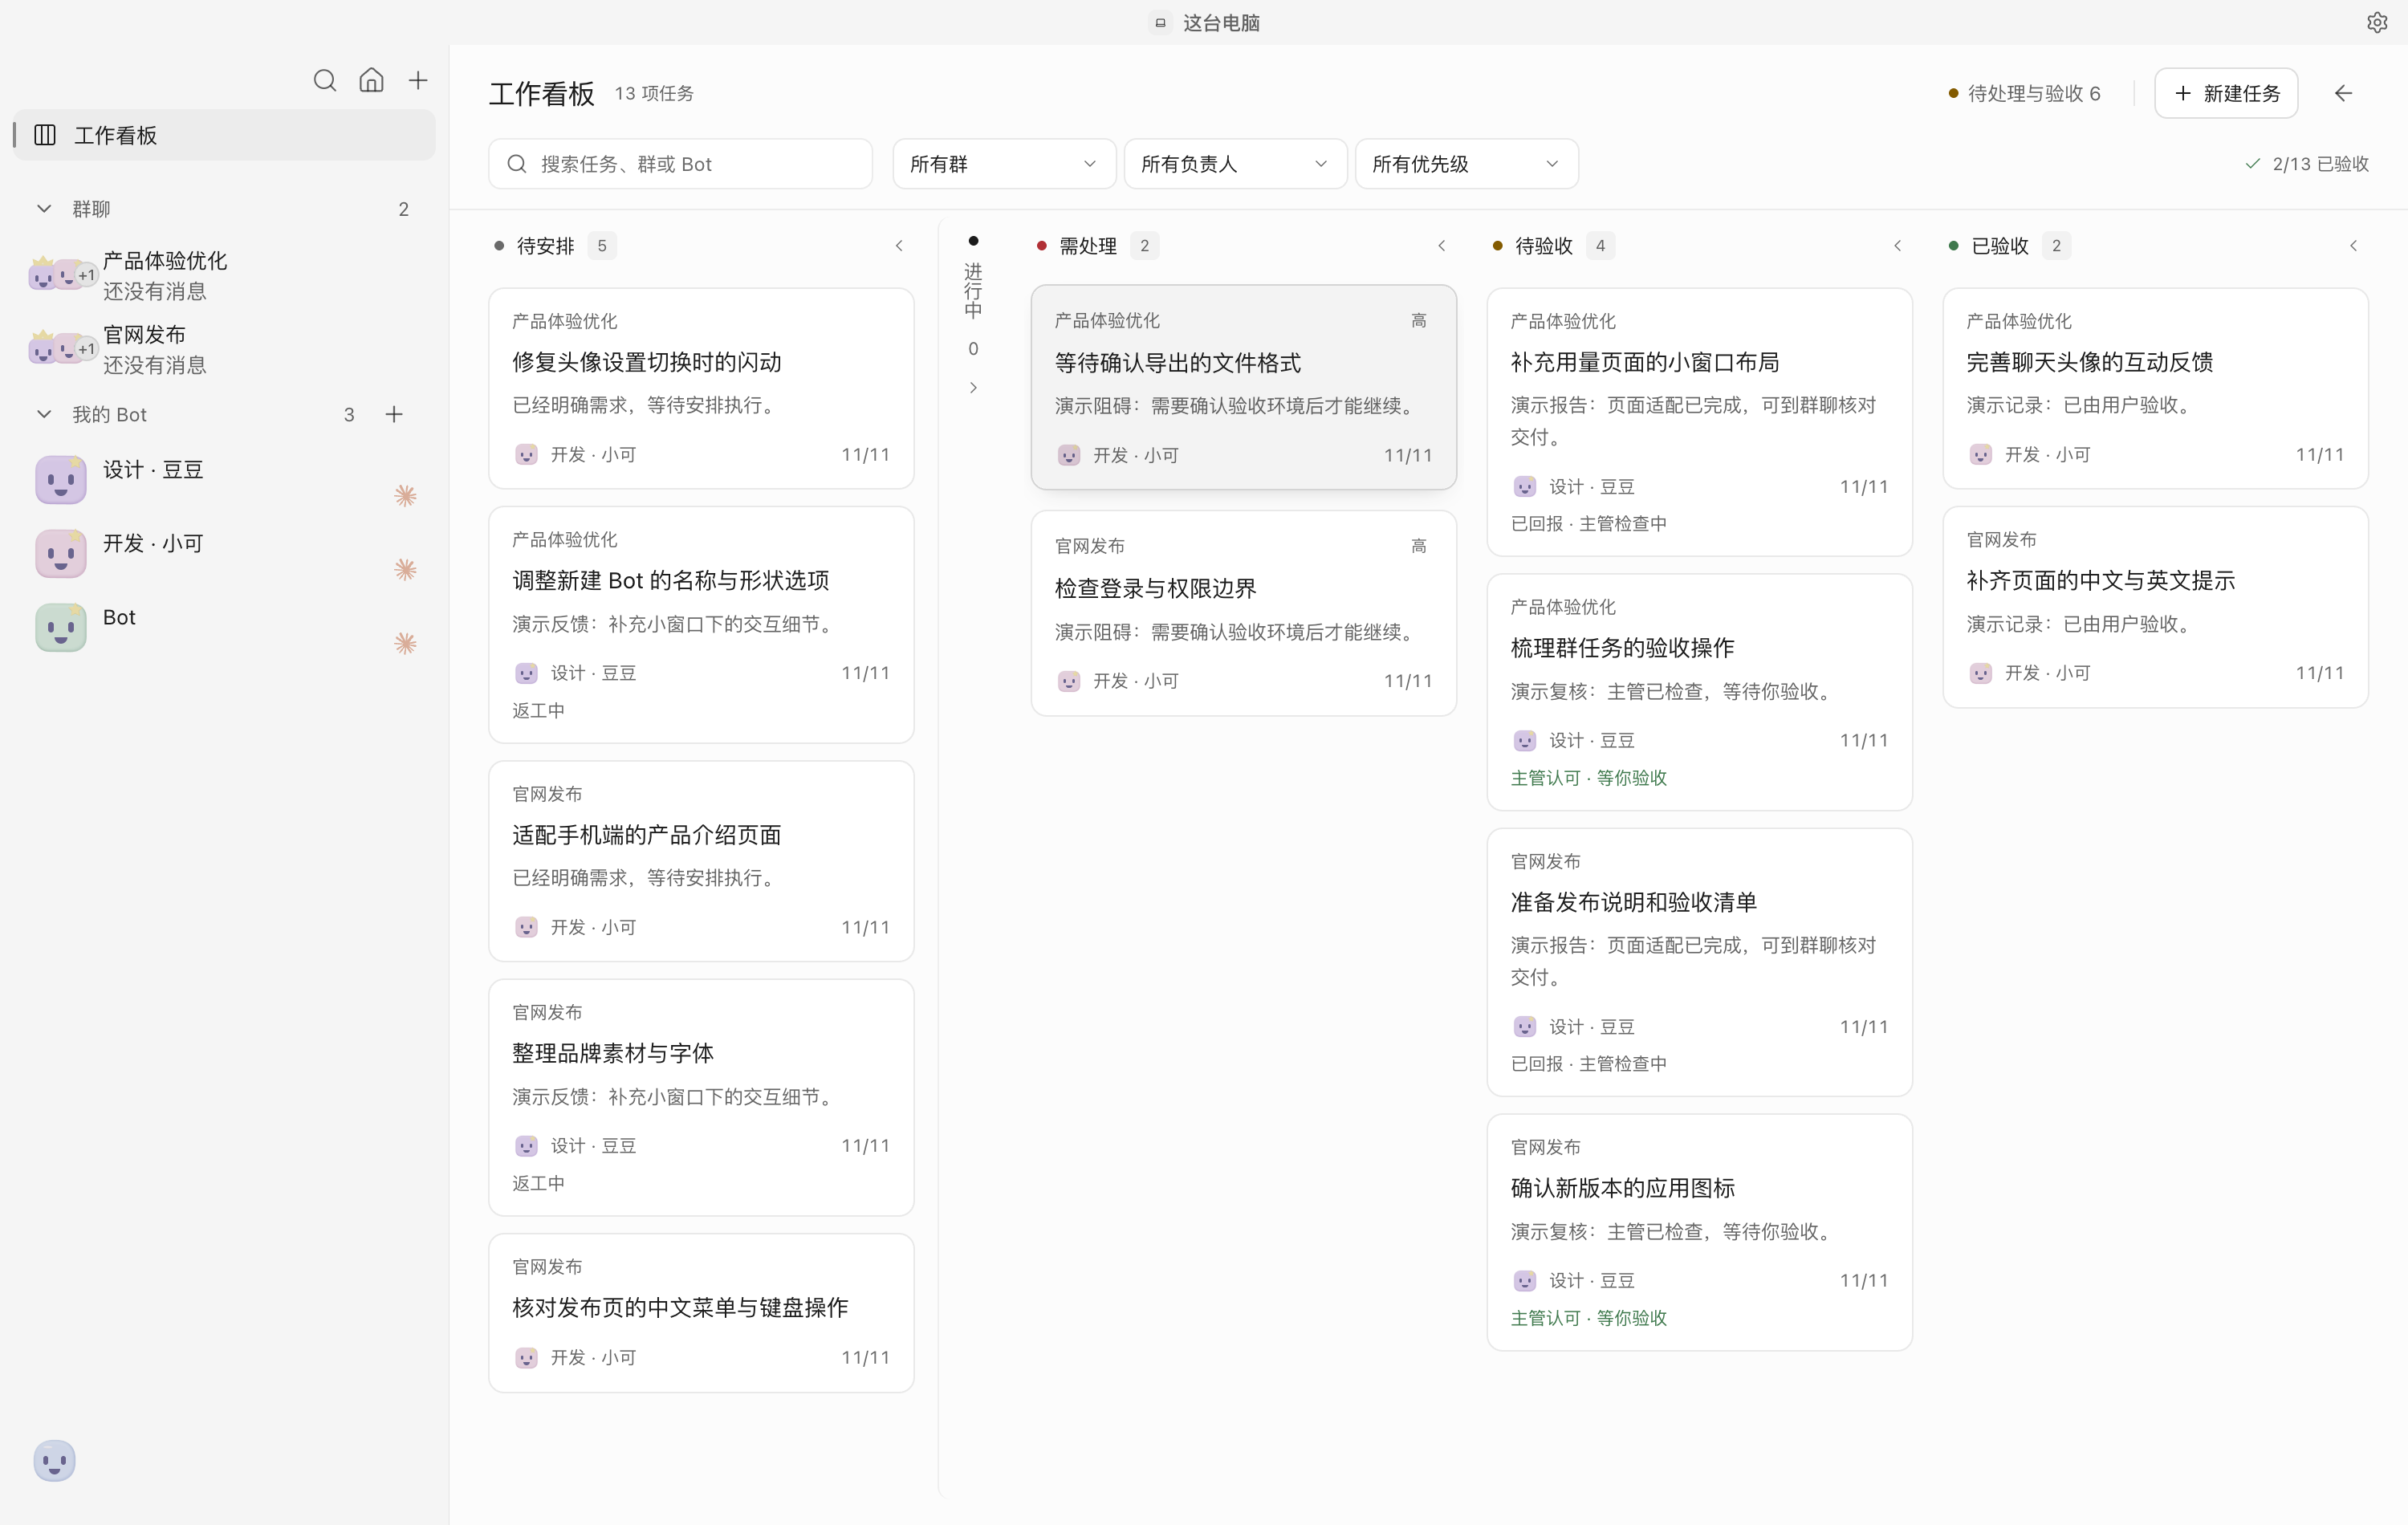 这台电脑
工作看板
群聊 2
+1
产品体验优化
还没有消息
+1
官网发布
还没有消息
我的 Bot 3
设计 · 豆豆
开发 · 小可
Bot
工作看板 13 项任务
待处理与验收 6
新建任务
搜索任务、群或 Bot
所有群
所有负责人
所有优先级
2/13 已验收
待安排 5
产品体验优化
修复头像设置切换时的闪动
已经明确需求，等待安排执行。
开发 · 小可 11/11
产品体验优化
调整新建 Bot 的名称与形状选项
演示反馈：补充小窗口下的交互细节。
设计 · 豆豆 11/11
返工中
官网发布
适配手机端的产品介绍页面
已经明确需求，等待安排执行。
开发 · 小可 11/11
官网发布
整理品牌素材与字体
演示反馈：补充小窗口下的交互细节。
设计 · 豆豆 11/11
返工中
官网发布
核对发布页的中文菜单与键盘操作
开发 · 小可 11/11
进行中
0
需处理 2
产品体验优化 高
等待确认导出的文件格式
演示阻碍：需要确认验收环境后才能继续。
开发 · 小可 11/11
官网发布 高
检查登录与权限边界
演示阻碍：需要确认验收环境后才能继续。
开发 · 小可 11/11
待验收 4
产品体验优化
补充用量页面的小窗口布局
演示报告：页面适配已完成，可到群聊核对
交付。
设计 · 豆豆 11/11
已回报 · 主管检查中
产品体验优化
梳理群任务的验收操作
演示复核：主管已检查，等待你验收。
设计 · 豆豆 11/11
主管认可 · 等你验收
官网发布
准备发布说明和验收清单
演示报告：页面适配已完成，可到群聊核对
交付。
设计 · 豆豆 11/11
已回报 · 主管检查中
官网发布
确认新版本的应用图标
演示复核：主管已检查，等待你验收。
设计 · 豆豆 11/11
主管认可 · 等你验收
已验收 2
产品体验优化
完善聊天头像的互动反馈
演示记录：已由用户验收。
开发 · 小可 11/11
官网发布
补齐页面的中文与英文提示
演示记录：已由用户验收。
开发 · 小可 11/11